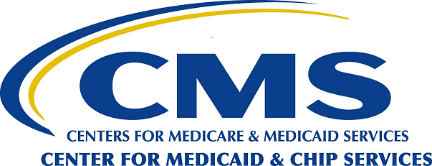 CMS
CENTERS FOR MEDICARE & MEDICAID SERVICES
CENTER FOR MEDICAID & CHIP SERVICES